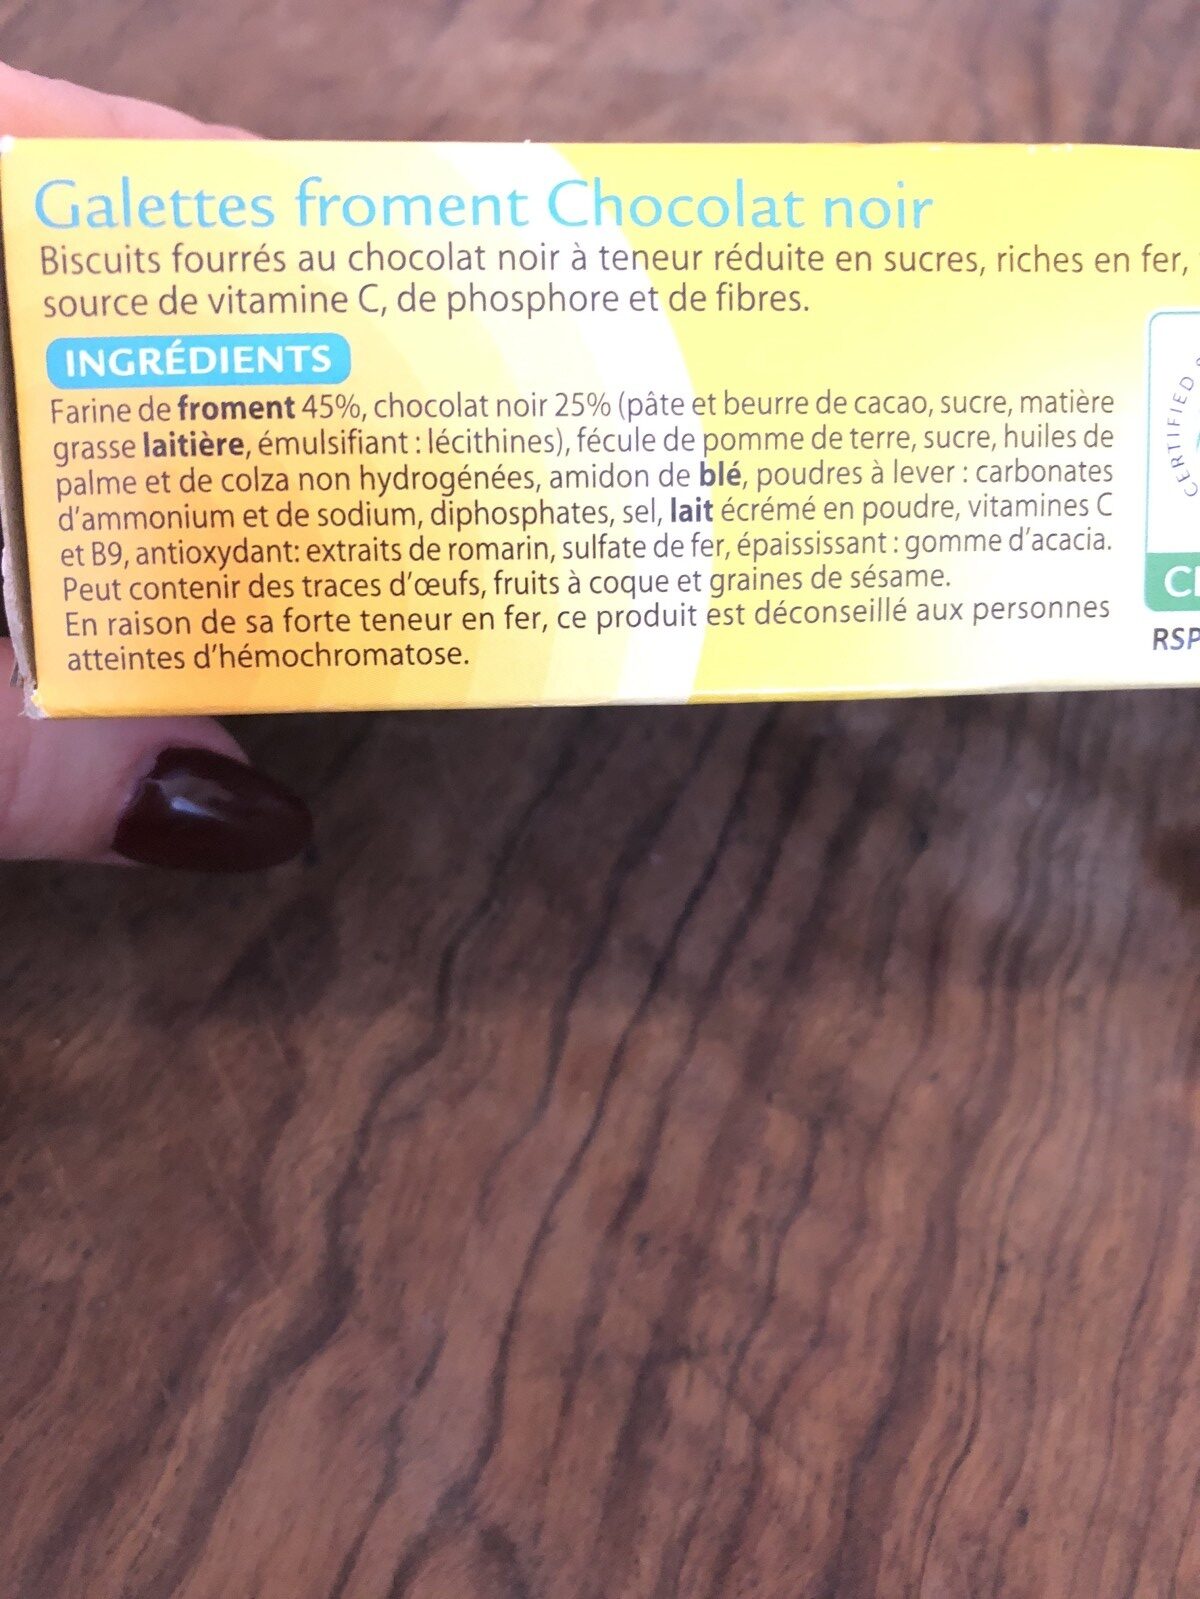 Galettes froment Chocolat noir
Biscuits fourrés au chocolat noir à teneur réduite en sucres, riches en fer,
source de vitamine C, de phosphore et de fibres.
INGRÉDIENTS
Farine de froment 45%, chocolat noir 25% (pâte et beurre de cacao, sucre, matière
grasse laitière, émulsifiant : lécithines), fécule de pomme de terre, sucre, huiles de
palme et de colza non hydrogénées, amidon de blé, poudres à lever : carbonates
d'ammonium et de sodium, diphosphates, sel, lait écrémé en poudre, vitamines C
et B9, antioxydant: extraits de romarin, sulfate de fer, épaississant : gomme d'acacia.
Peut contenir des traces d'œufs, fruits à coque et graines de sésame.
En raison de sa forte teneur en fer, ce produit est déconseillé aux personnes
atteintes d'hémochromatose.
CERTIFIED
RSP